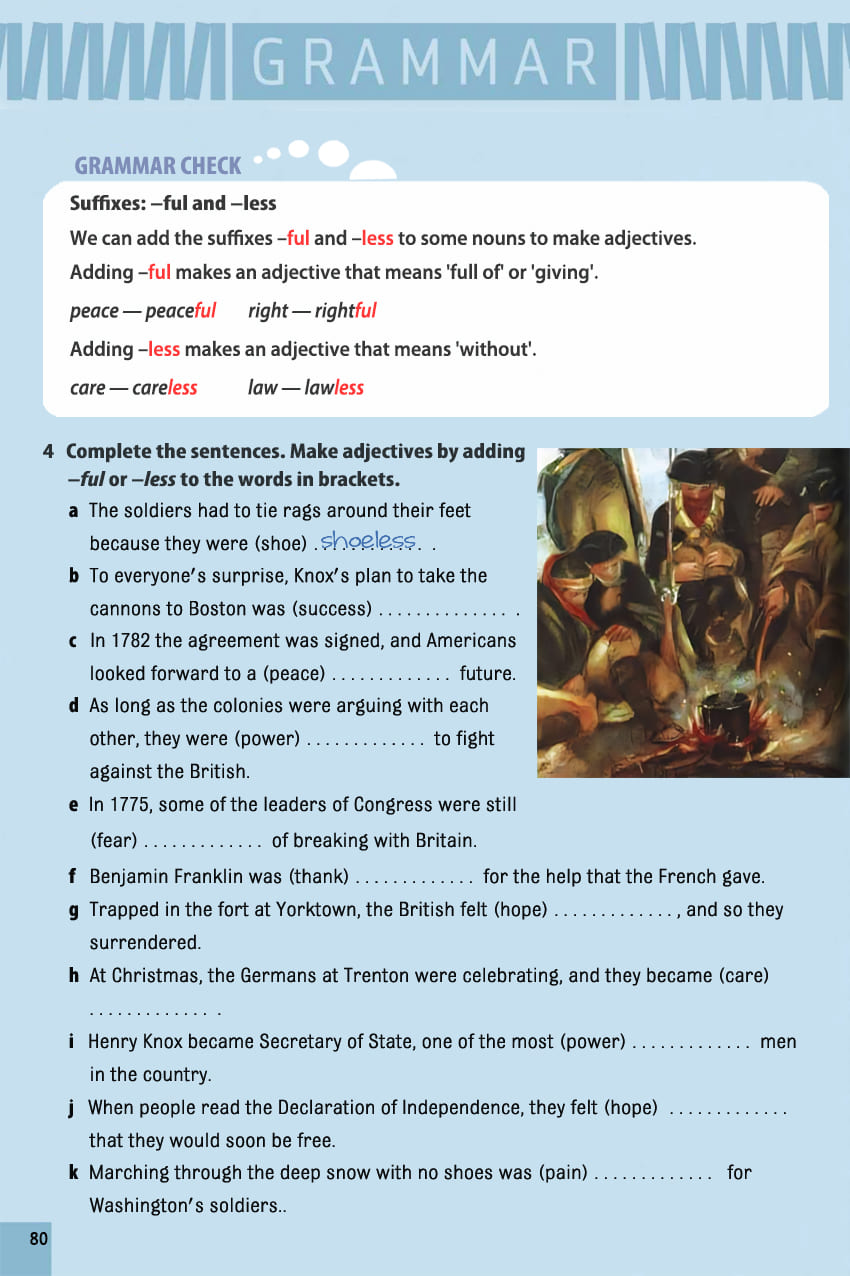 GRAMMAR
GRAMMAR CHECK
Suffixes: –ful and –less
We can add the suffixes –ful and –less to some nouns to make adjectives.
Adding –ful makes an adjective that means 'full of' or 'giving'.
peace — peaceful right — rightful
Adding –less makes an adjective that means 'without'.
care — careless law — lawless
4 Complete the sentences. Make adjectives by adding
–ful or –less to the words in brackets.
a The soldiers had to tie rags around their feet
because they were (shoe) . shoeless . .
b To everyone's surprise, Knox's plan to take the
cannons to Boston was (success) . . . . . . . . . . . . . . .
c In 1782 the agreement was signed, and Americans
looked forward to a (peace) . . . . . . . . . . . . . future.
d As long as the colonies were arguing with each
other, they were (power) . . . . . . . . . . . . . to fight
against the British.
e In 1775, some of the leaders of Congress were still
(fear) . . . . . . . . . . . . . of breaking with Britain.
f Benjamin Franklin was (thank) . . . . . . . . . . . . . for the help that the French gave.
g Trapped in the fort at Yorktown, the British felt (hope) . . . . . . . . . . . . . , and so they
surrendered.
h At Christmas, the Germans at Trenton were celebrating, and they became (care)
. . . . . . . . . . . . . .
i Henry Knox became Secretary of State, one of the most (power) . . . . . . . . . . . . . men
in the country.
j When people read the Declaration of Independence, they felt (hope) . . . . . . . . . . . . .
that they would soon be free.
k Marching through the deep snow with no shoes was (pain) . . . . . . . . . . . . . for
Washington's soldiers..
80